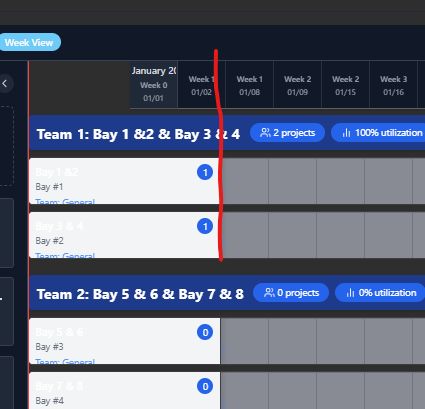 Week View
January 20
Week 0
01/01
Week 1
01/02
Week 1
01/08
Week 2
01/09
Week 2
01/15
Week 3
01/16
Team 1: Bay 1 &2 & Bay 3 & 4
2 projects
100% utilization
Bay 1 &2
1
Bay #1
Team: General
Bay 3 & 4
1
Bay #2
Team: General
Team 2: Bay 5 & 6 & Bay 7 & 8
0 projects
0% utilization
Bay 5 & 6
0
Bay #3
Team: General
Bay 7 & 8
0
Bay #4